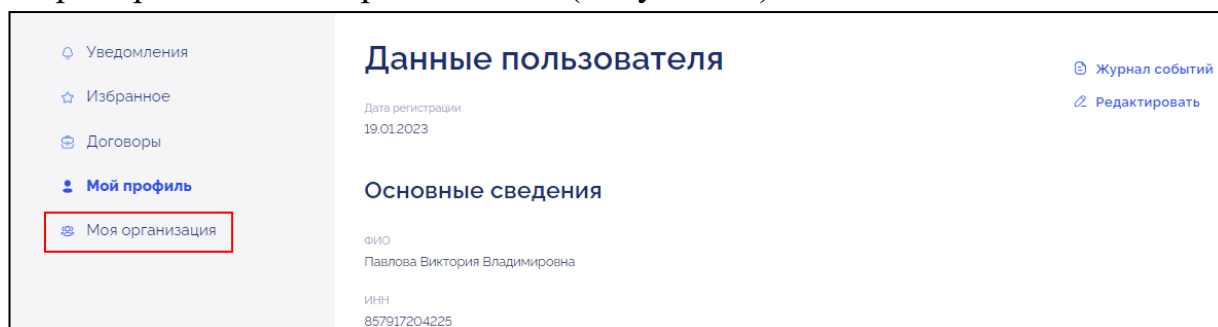 Уведомления
Избранное
Договоры
Мой профиль
Моя организация
Данные пользователя
Дата регистрации
19.01.2023
Основные сведения
ФИО
Павлова Виктория Владимировна
ИНН
857917204225
Журнал событий
Редактировать